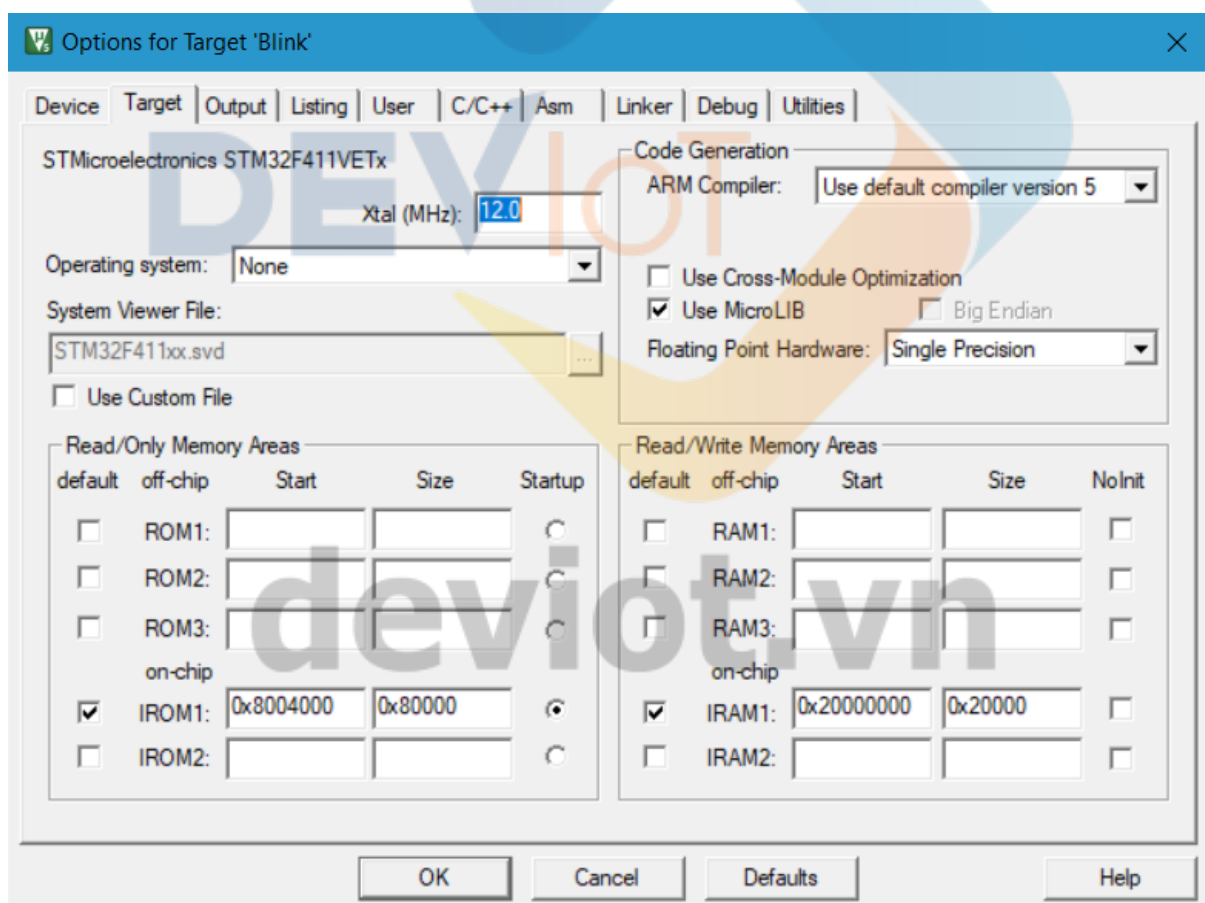 Options for Target 'Blink'
Device Target Output Listing User C/C++ Asm Linker Debug Utilities
STMicroelectronics STM32F411VETx
Xtal (MHz): 12.0
Operating system: None
System Viewer File:
STM32F411xx.svd
...
Use Custom File
Code Generation
ARM Compiler: Use default compiler version 5
Use Cross-Module Optimization
Use MicroLIB Big Endian
Floating Point Hardware: Single Precision
Read/Only Memory Areas
default off-chip Start Size Startup
ROM1:
ROM2:
ROM3:
on-chip
IROM1: 0x8004000 0x80000
IROM2:
Read/Write Memory Areas
default off-chip Start Size NoInit
RAM1:
RAM2:
RAM3:
on-chip
IRAM1: 0x20000000 0x20000
IRAM2:
OK Cancel Defaults Help
DEVIoT
deviot.vn